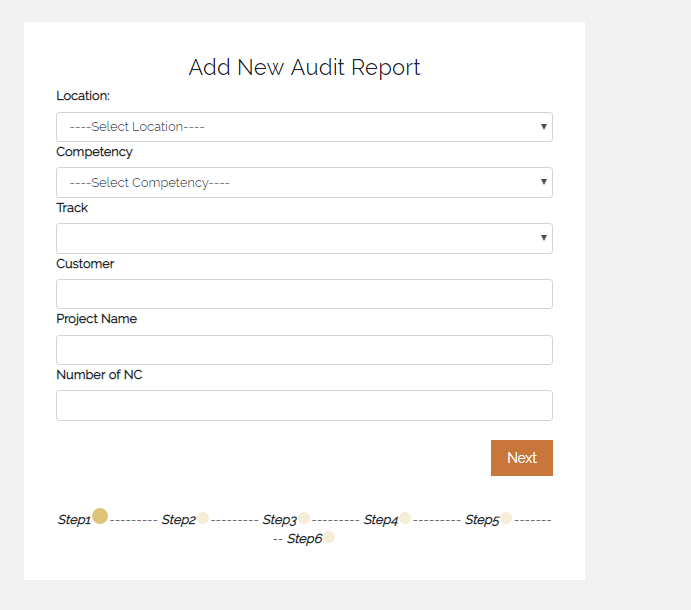 Add New Audit Report
Location:
----Select Location----
Competency
----Select Competency----
Track
Customer
Project Name
Number of NC
Next
Step1 --------- Step2 --------- Step3 --------- Step4 --------- Step5 -------
-- Step6